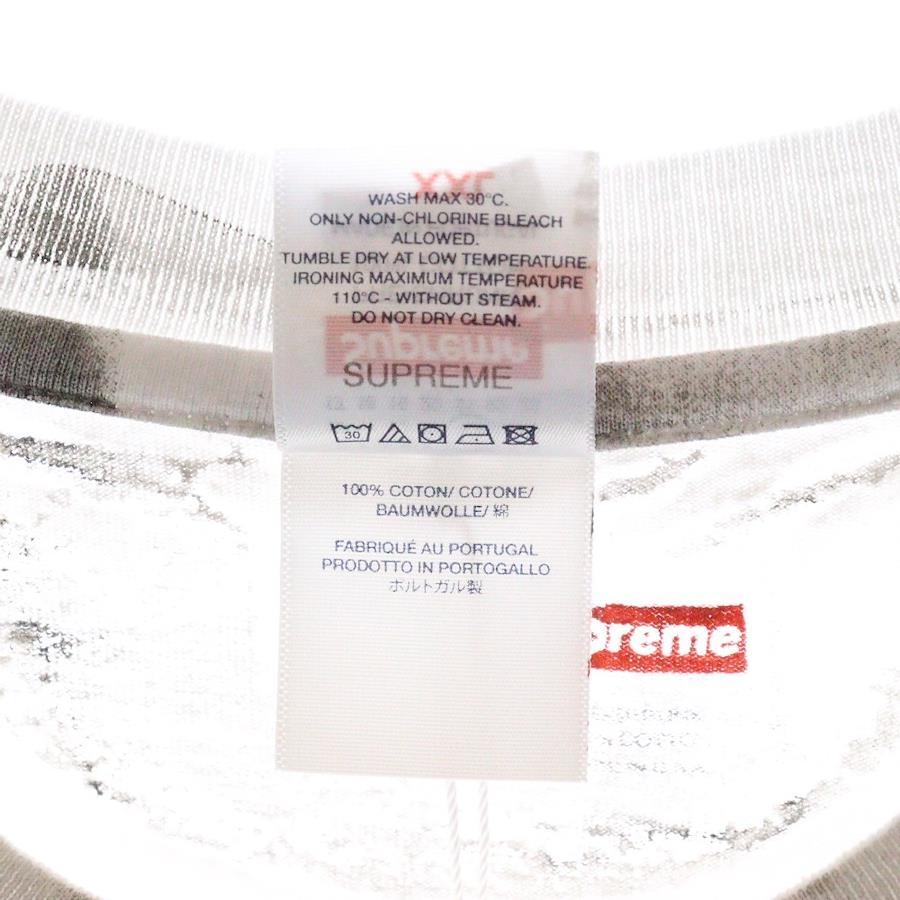 XXL
WASH MAX 30°C.
ONLY NON-CHLORINE BLEACH
ALLOWED.
TUMBLE DRY AT LOW TEMPERATURE.
IRONING MAXIMUM TEMPERATURE
110°C - WITHOUT STEAM.
DO NOT DRY CLEAN.
Supreme
SUPREME
30
100% COTON/ COTONE/
BAUMWOLLE/ 綿
FABRIQUÉ AU PORTUGAL
PRODOTTO IN PORTOGALLO
ポルトガル製
preme